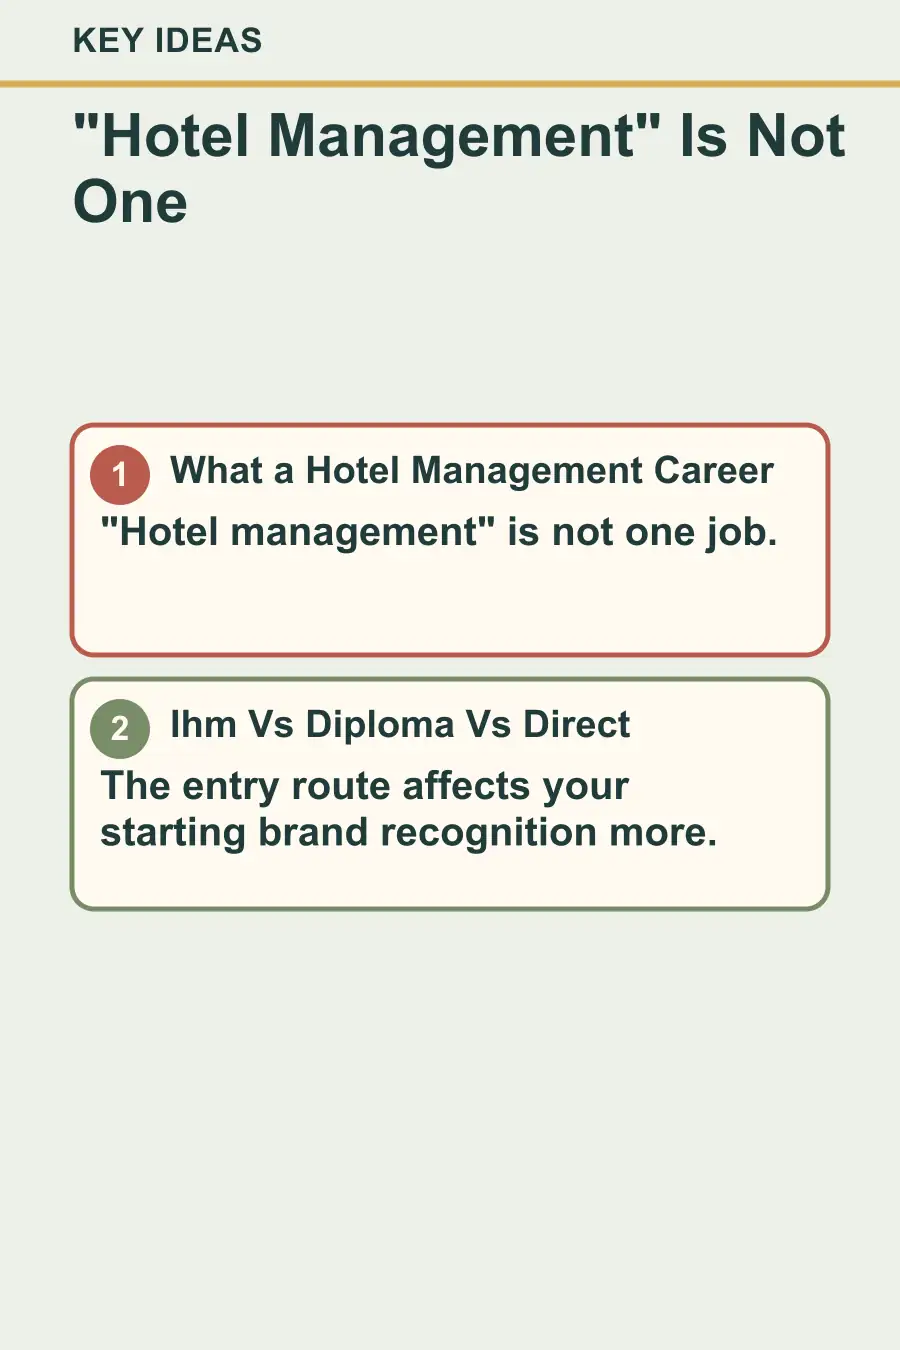 KEY IDEAS
"Hotel Management" Is Not
One
1 What a Hotel Management Career
"Hotel management" is not one job.
2 Ihm Vs Diploma Vs Direct
The entry route affects your
starting brand recognition more.